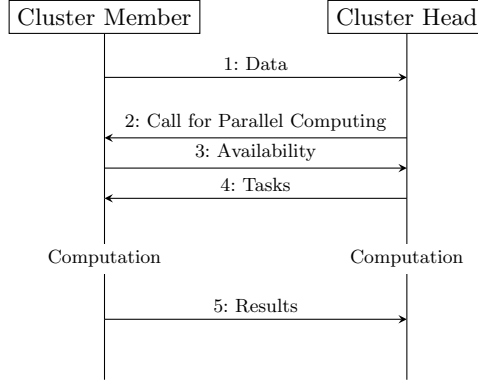 Cluster Member
Cluster Head
1: Data
2: Call for Parallel Computing
3: Availability
4: Tasks
Computation
Computation
5: Results